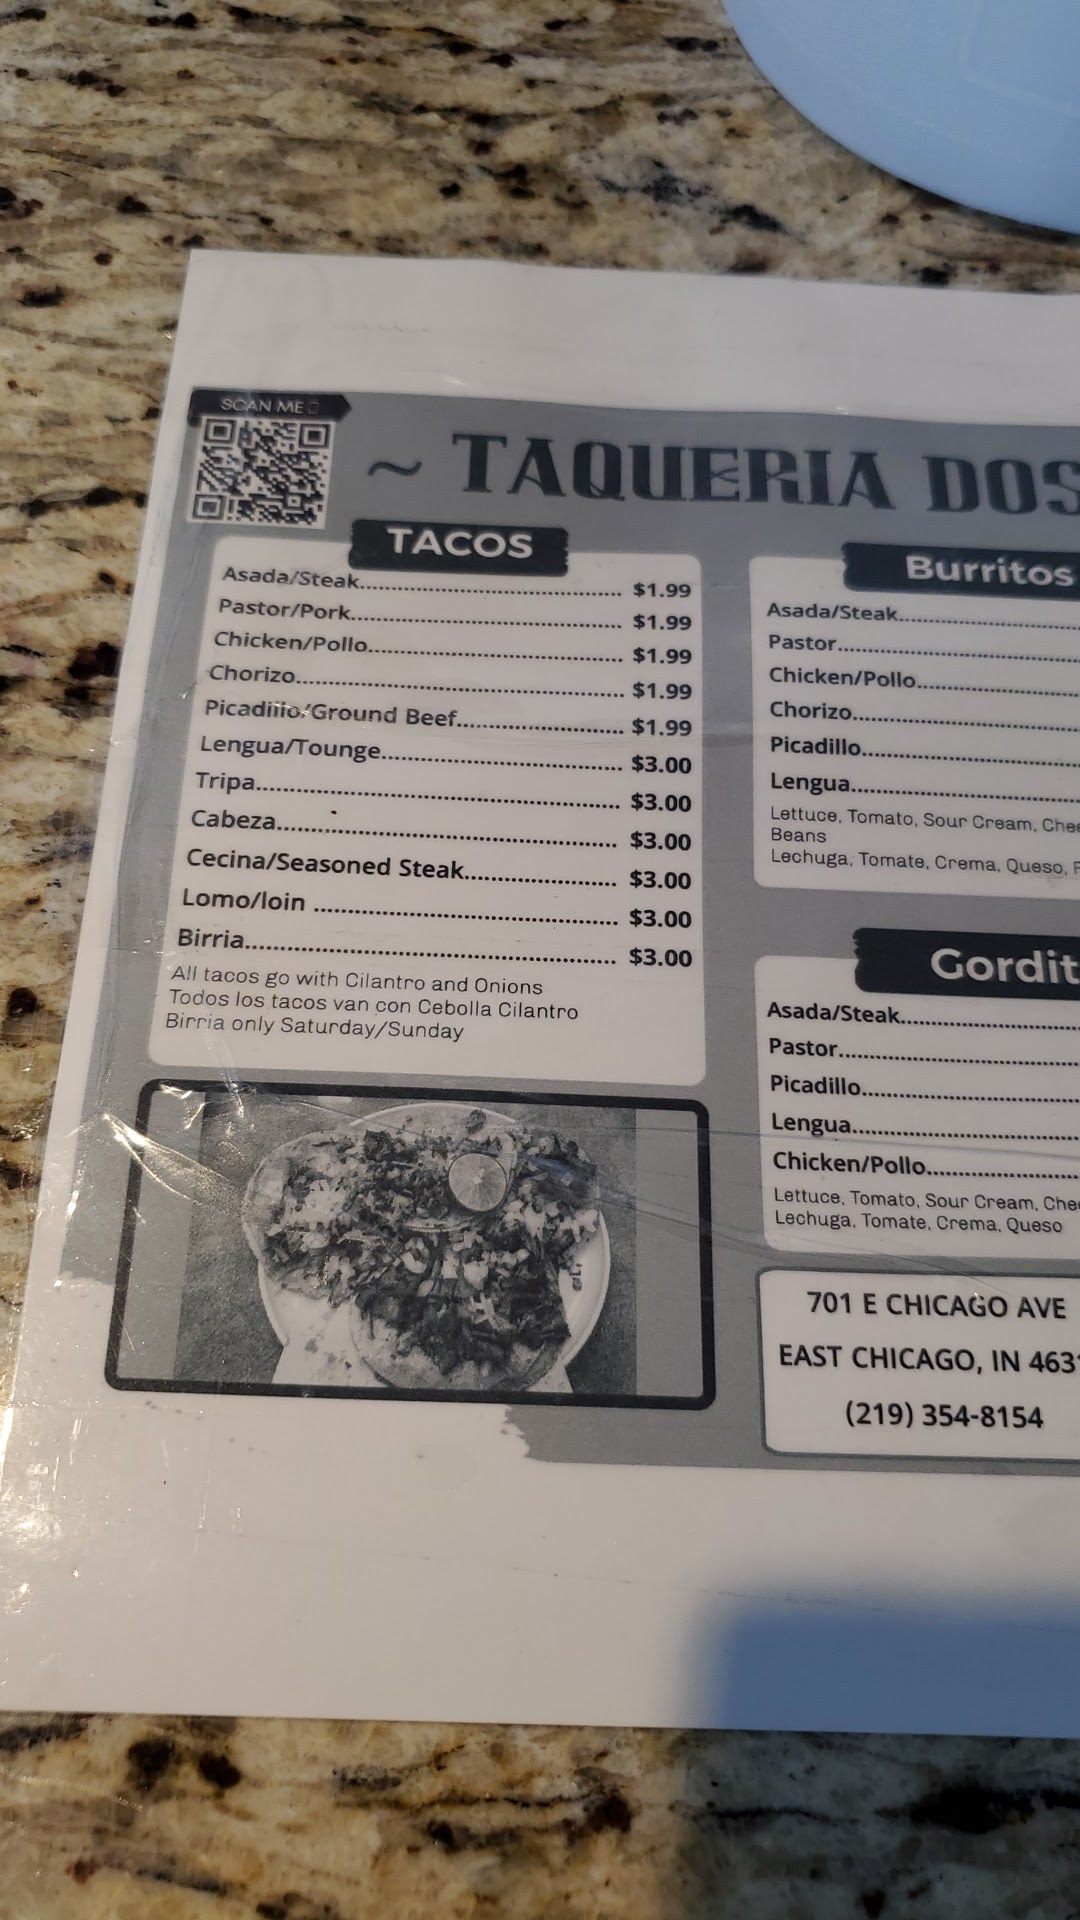 SCAN ME
~ TAQUERIA DOS
TACOS
Asada/Steak.......... $1.99
Pastor/Pork.......... $1.99
Chicken/Pollo.......... $1.99
Chorizo.......... $1.99
Picadillo/Ground Beef.......... $1.99
Lengua/Tounge.......... $3.00
Tripa.......... $3.00
Cabeza.......... $3.00
Cecina/Seasoned Steak.......... $3.00
Lomo/loin .......... $3.00
Birria.......... $3.00
All tacos go with Cilantro and Onions
Todos los tacos van con Cebolla Cilantro
Birria only Saturday/Sunday
Burritos
Asada/Steak..........
Pastor..........
Chicken/Pollo..........
Chorizo..........
Picadillo..........
Lengua..........
Lettuce, Tomato, Sour Cream, Chee
Beans
Lechuga, Tomate, Crema, Queso, F
Gordit
Asada/Steak..........
Pastor..........
Picadillo..........
Lengua..........
Chicken/Pollo..........
Lettuce, Tomato, Sour Cream, Chee
Lechuga, Tomate, Crema, Queso
701 E CHICAGO AVE
EAST CHICAGO, IN 463
(219) 354-8154